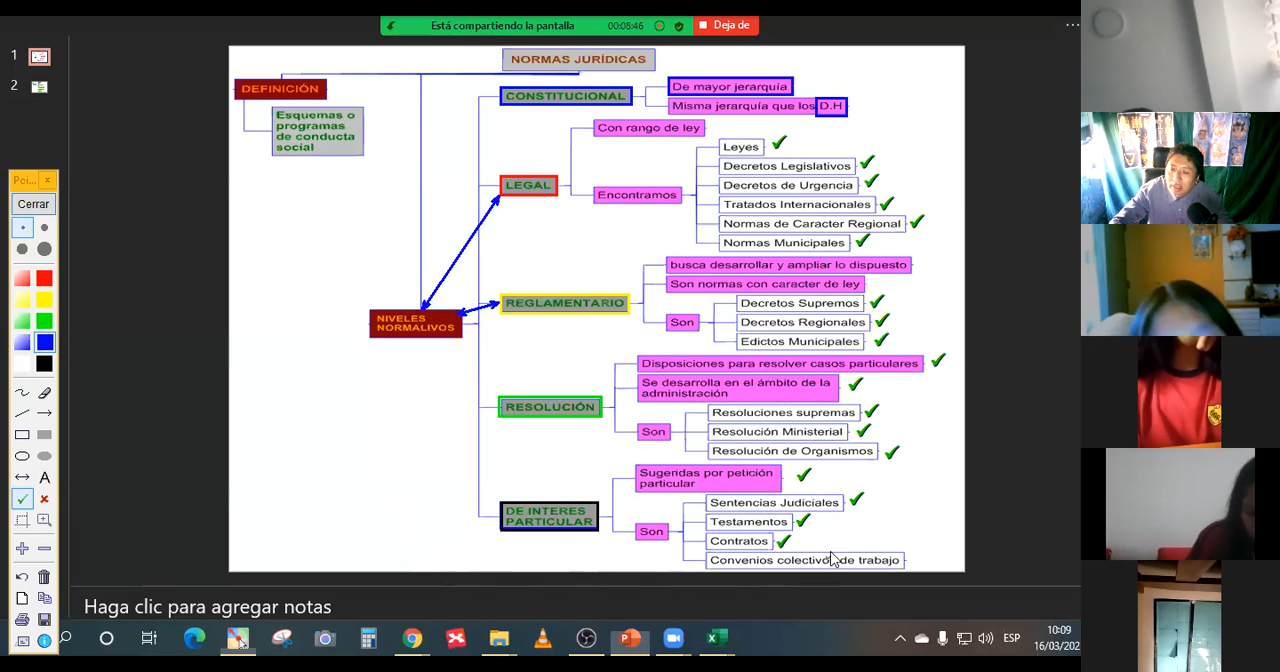 Está compartiendo la pantalla
00:08:46
Deja de
1
2
NORMAS JURÍDICAS
DEFINICIÓN
Esquemas o
programas
de conducta
social
NIVELES
NORMALIVOS
CONSTITUCIONAL
De mayor jerarquía
Misma jerarquía que los D.H
LEGAL
Con rango de ley
Encontramos
Leyes
Decretos Legislativos
Decretos de Urgencia
Tratados Internacionales
Normas de Caracter Regional
Normas Municipales
REGLAMENTARIO
busca desarrollar y ampliar lo dispuesto
Son normas con caracter de ley
Son
Decretos Supremos
Decretos Regionales
Edictos Municipales
RESOLUCIÓN
Disposiciones para resolver casos particulares
Se desarrolla en el ámbito de la
administración
Son
Resoluciones supremas
Resolución Ministerial
Resolución de Organismos
DE INTERES
PARTICULAR
Sugeridas por petición
particular
Son
Sentencias Judiciales
Testamentos
Contratos
Convenios colectivos de trabajo
Poi...
Cerrar
A
Haga clic para agregar notas
ESP
10:09
16/03/202